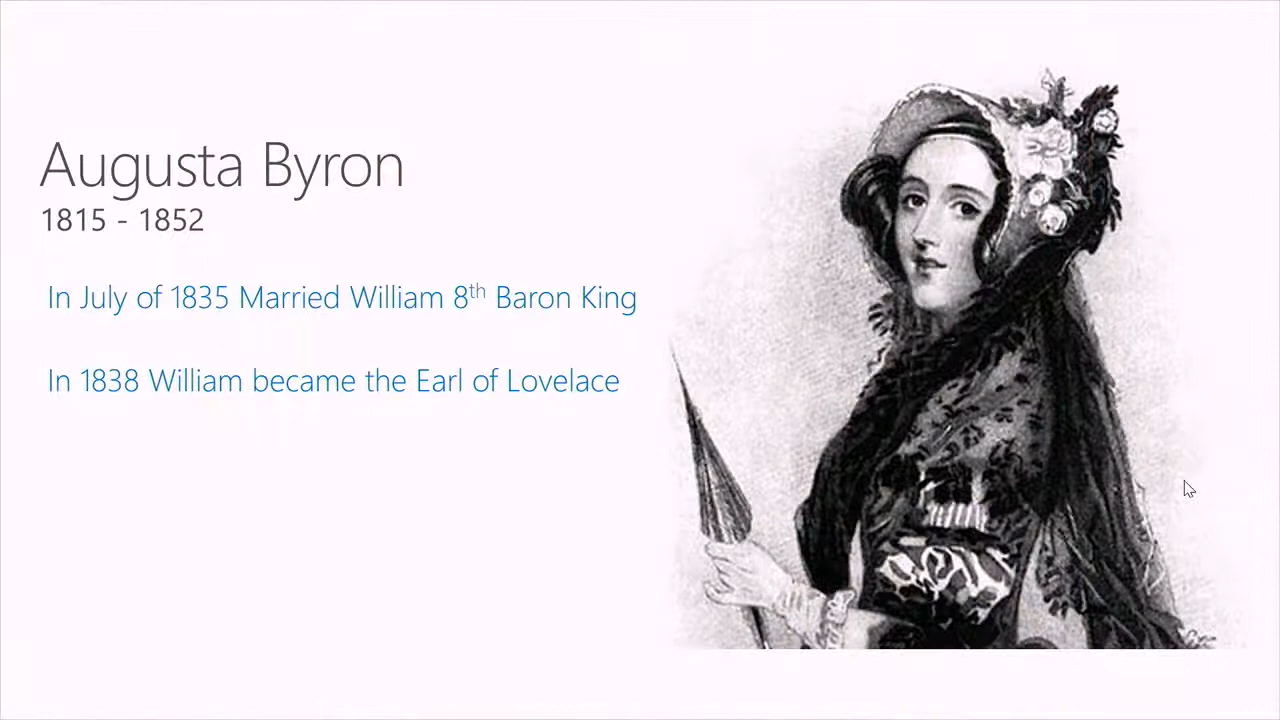 Augusta Byron
1815 - 1852
In July of 1835 Married William 8th Baron King
In 1838 William became the Earl of Lovelace